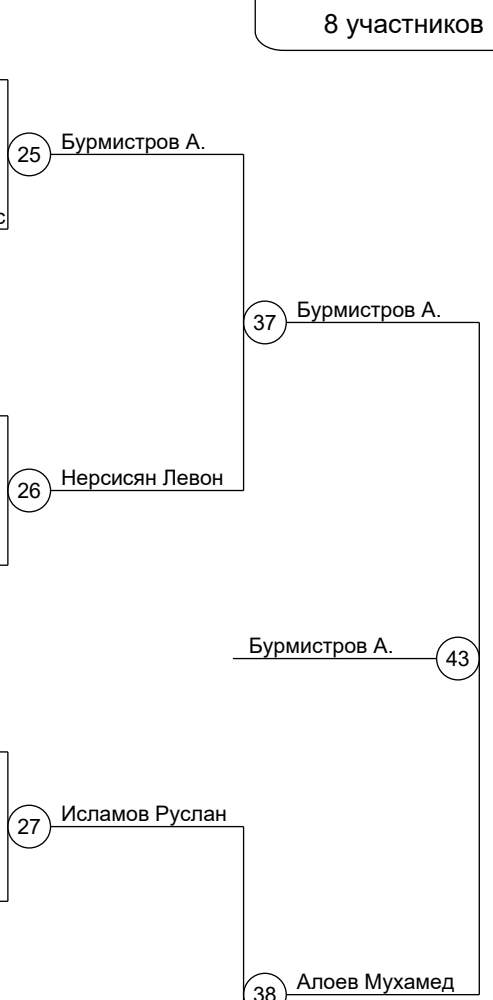 8 участников
Бурмистров А.
25
с
Бурмистров А.
37
Нерсисян Левон
26
Бурмистров А.
43
Исламов Руслан
27
Алоев Мухамед
38